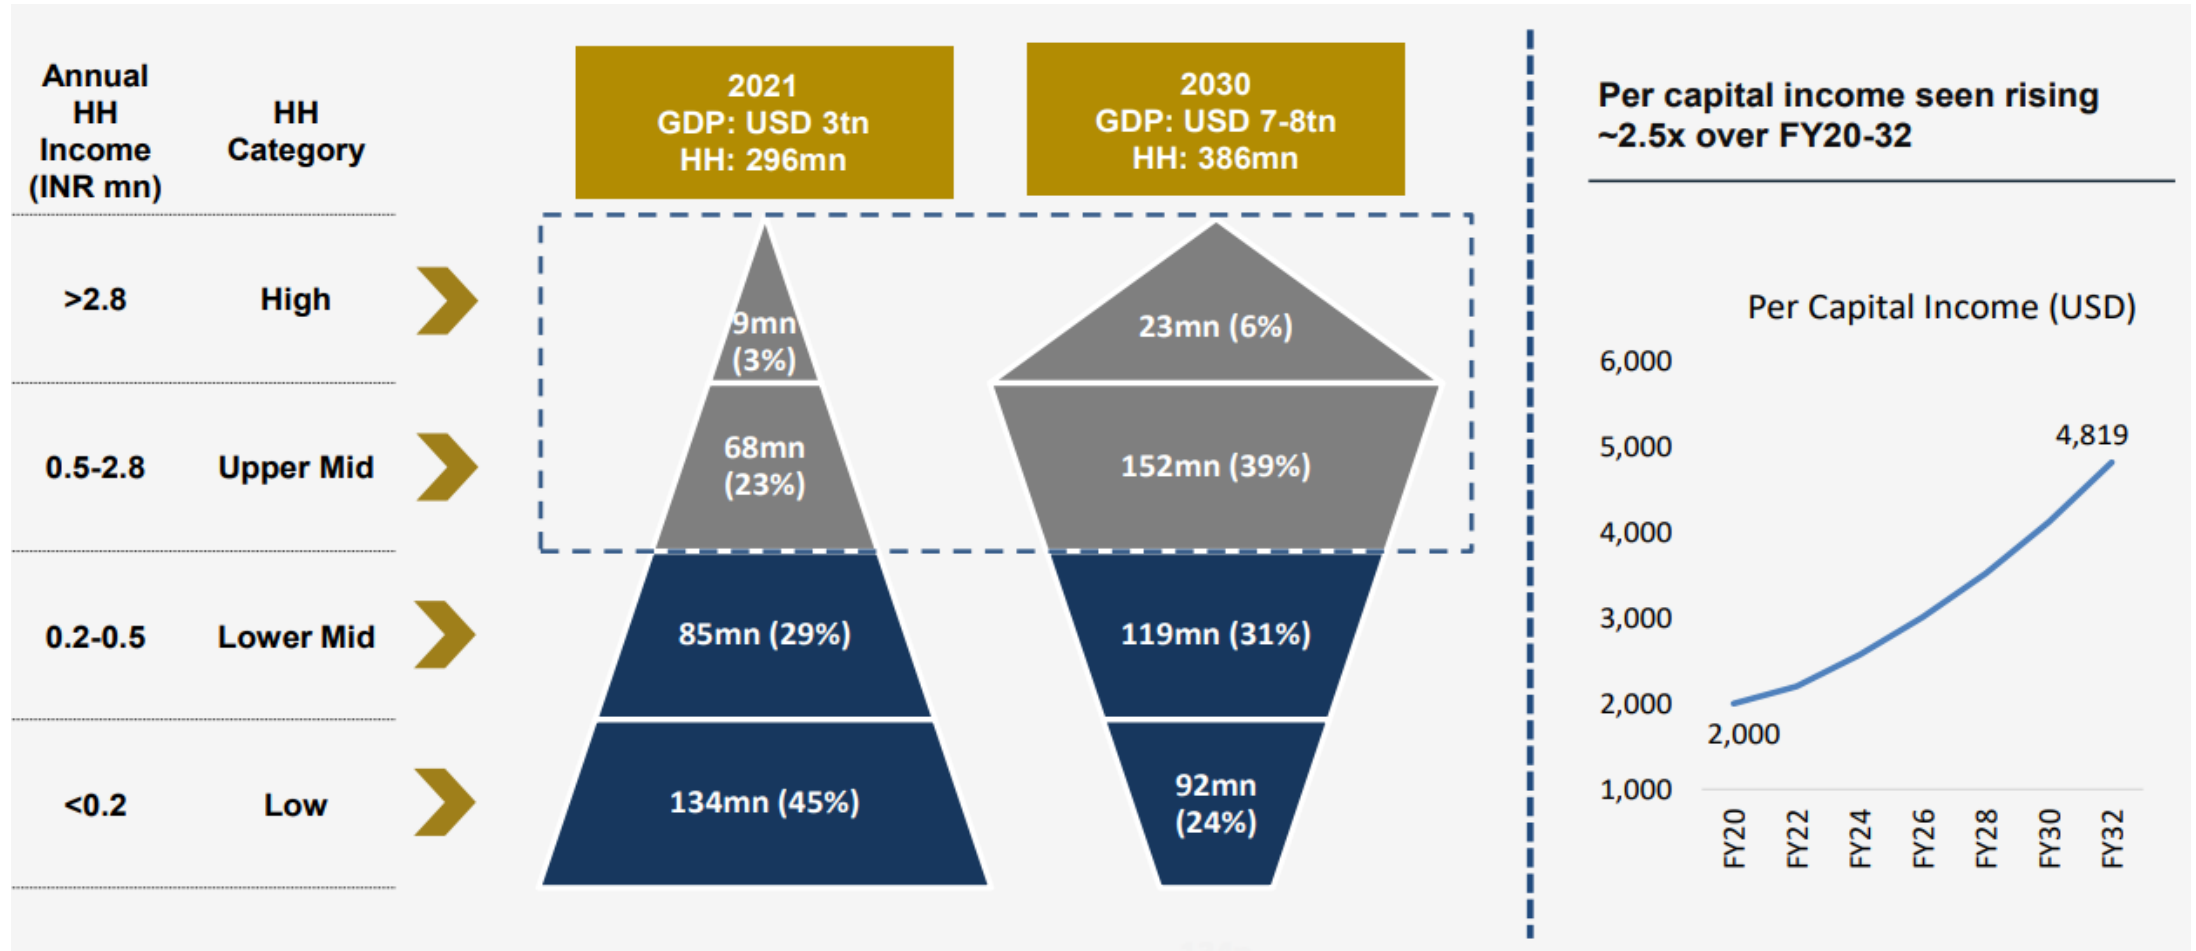 Annual
HH
Income
(INR mn)
HH
Category
2021
GDP: USD 3tn
HH: 296mn
2030
GDP: USD 7-8tn
HH: 386mn
>2.8
High
9mn
(3%)
23mn (6%)
0.5-2.8
Upper Mid
68mn
(23%)
152mn (39%)
0.2-0.5
Lower Mid
85mn (29%)
119mn (31%)
<0.2
Low
134mn (45%)
92mn
(24%)
Per capital income seen rising
~2.5x over FY20-32
Per Capital Income (USD)
6,000
5,000
4,000
3,000
2,000
1,000
4,819
2,000
FY20
FY22
FY24
FY26
FY28
FY30
FY32